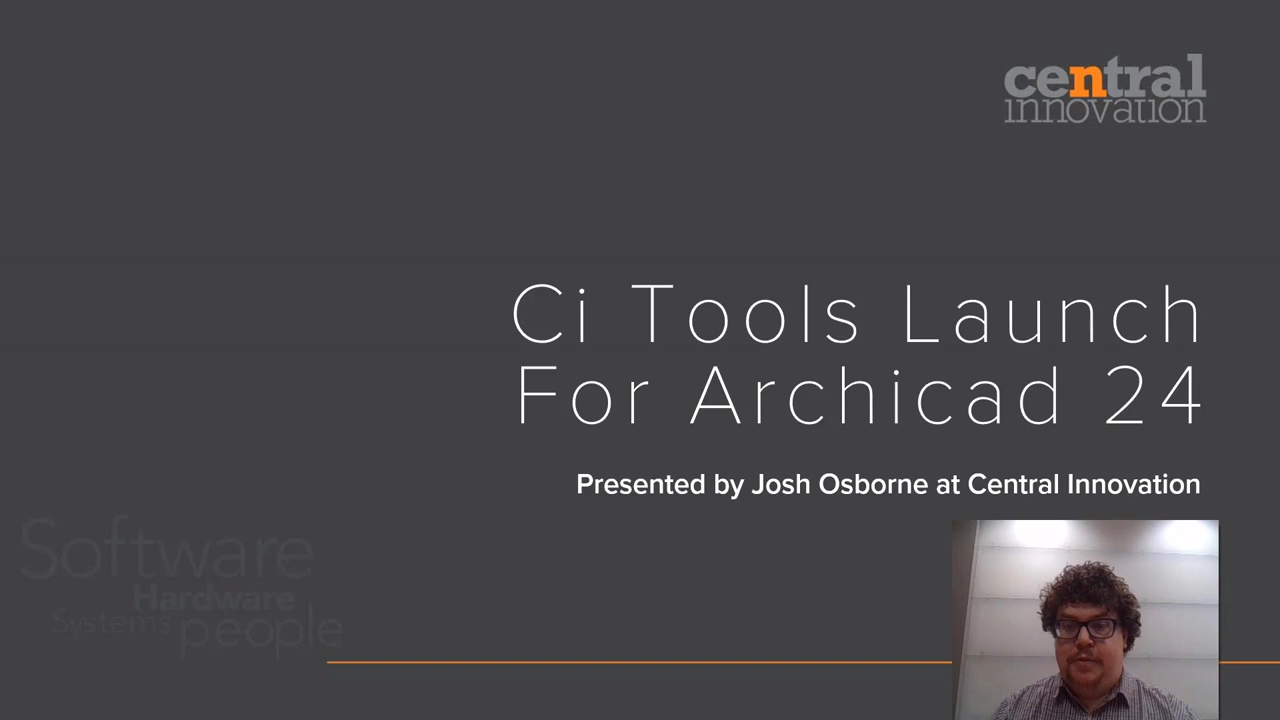 central
innovation
Ci Tools Launch
For Archicad 24
Presented by Josh Osborne at Central Innovation
Software
Hardware
Systems people